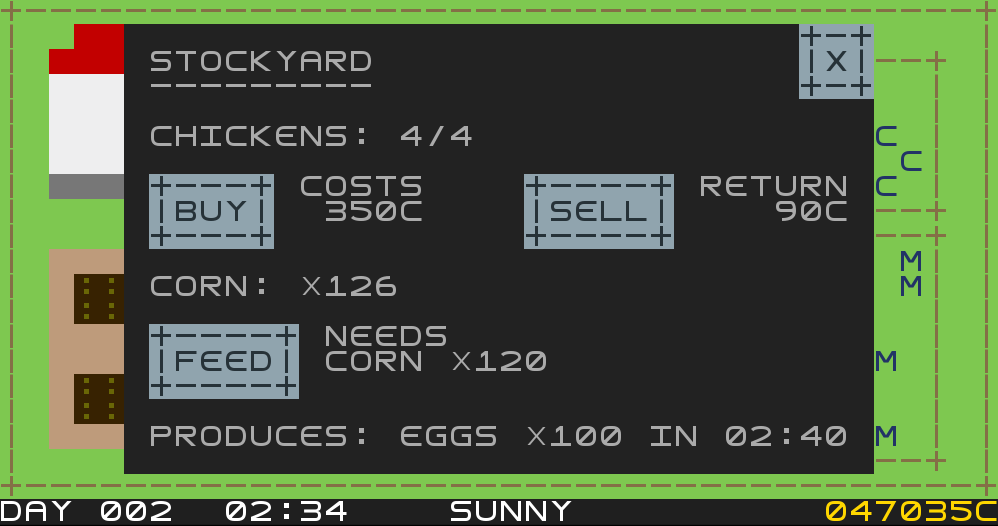 STOCKYARD
X
CHICKENS: 4/4
C
C
BUY
COSTS
350C
SELL
RETURN
90C
C
M
M
CORN: X126
FEED
NEEDS
CORN X120
M
PRODUCES: EGGS X100 IN 02:40
M
DAY 002 02:34 SUNNY 047035C